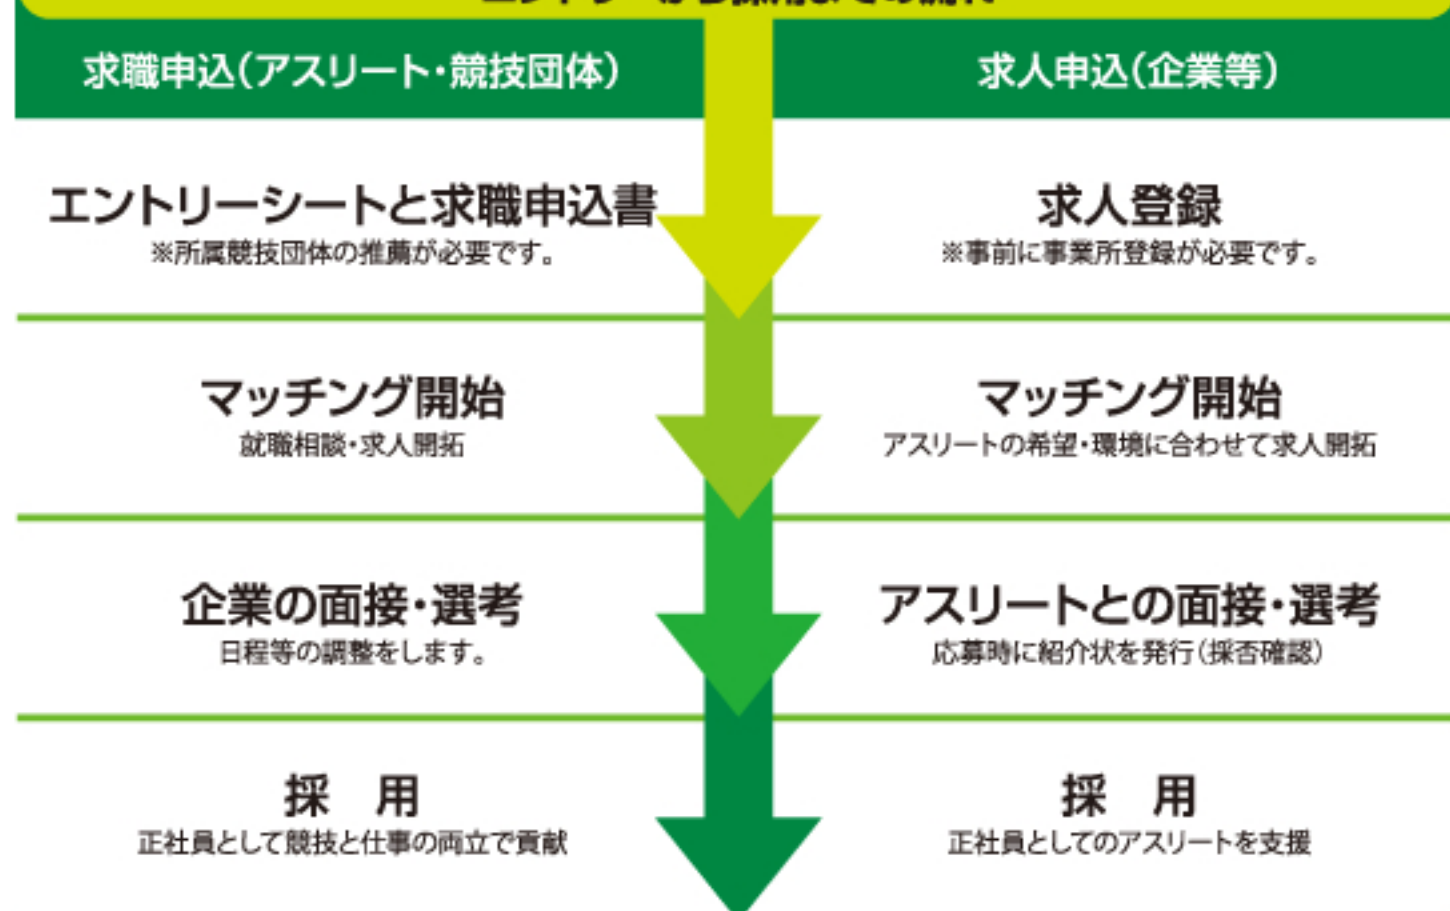 求職申込(アスリート・競技団体)
求人申込(企業等)
エントリーシートと求職申込書
※所属競技団体の推薦が必要です。
求人登録
※事前に事業所登録が必要です。
マッチング開始
就職相談・求人開拓
マッチング開始
アスリートの希望・環境に合わせて求人開拓
企業の面接・選考
日程等の調整をします。
アスリートとの面接・選考
応募時に紹介状を発行(採否確認)
採 用
正社員として競技と仕事の両立で貢献
採 用
正社員としてのアスリートを支援